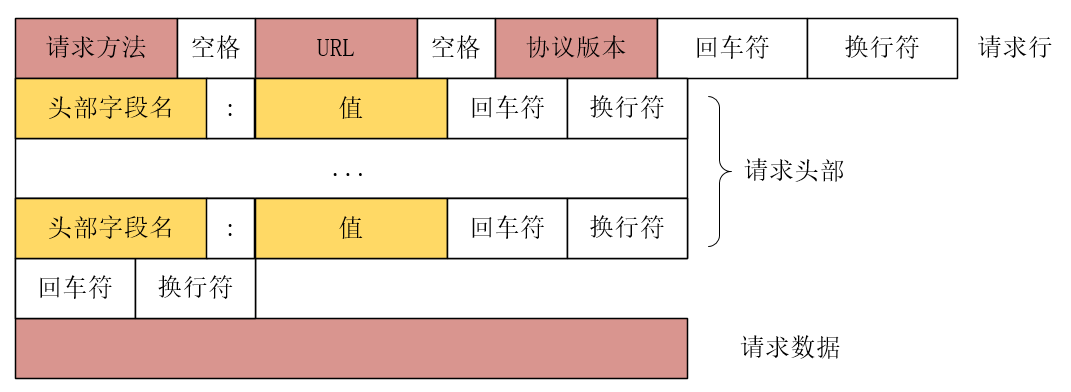 请求方法 空格 URL 空格 协议版本 回车符 换行符 请求行
头部字段名 : 值 回车符 换行符
... 请求头部
头部字段名 : 值 回车符 换行符
回车符 换行符
请求数据